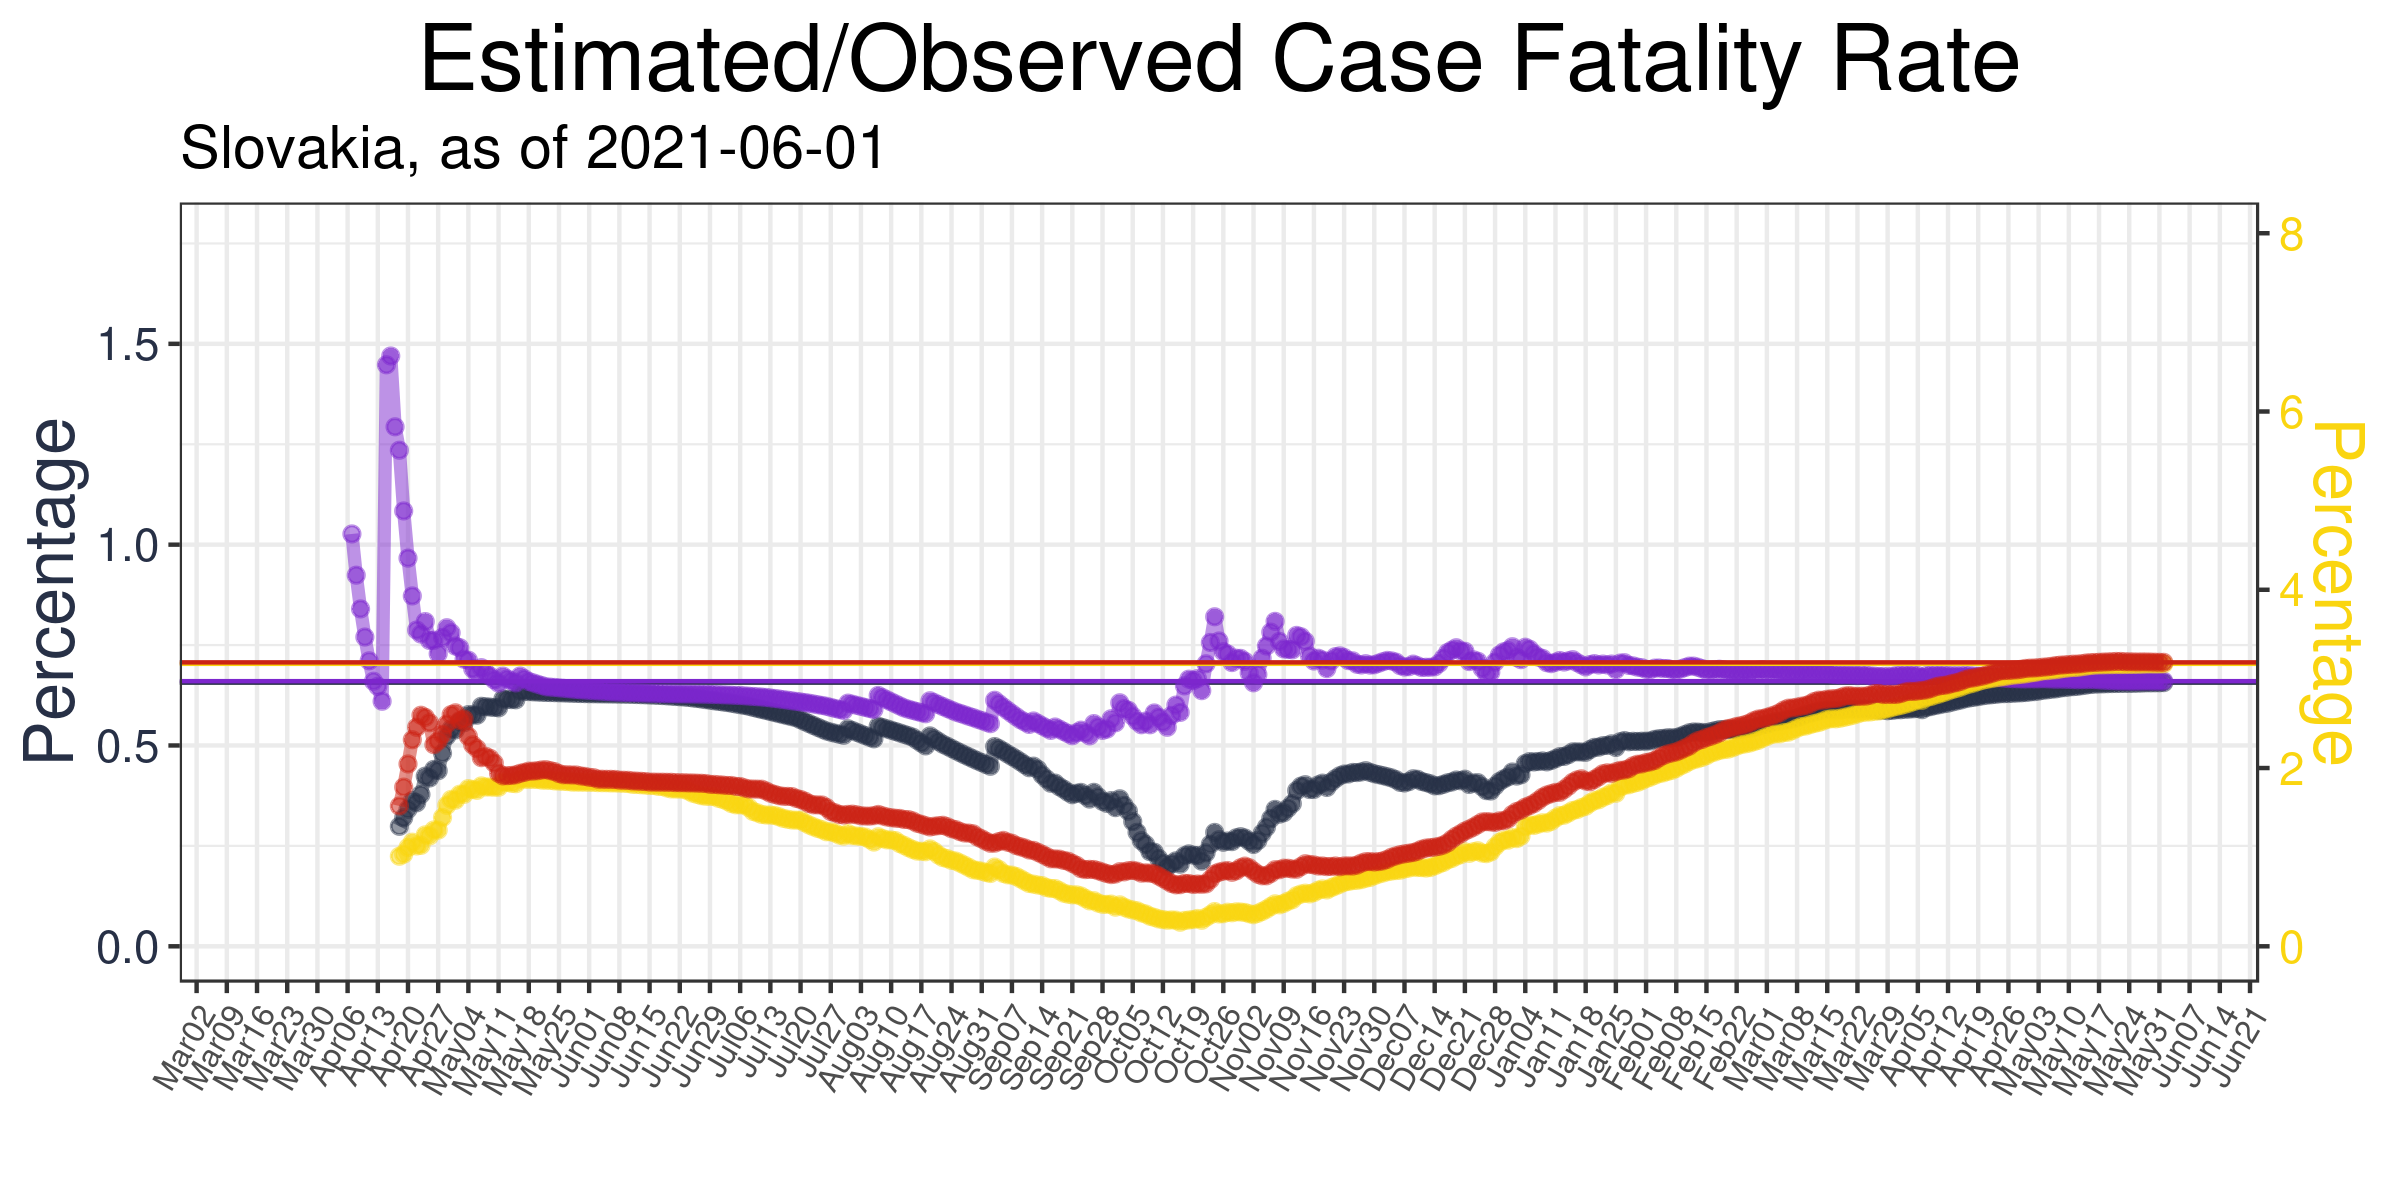 Estimated/Observed Case Fatality Rate
Slovakia, as of 2021-06-01
Percentage
1.5
1.0
0.5
0.0
8
6
4
2
0
Percentage
Mar02
Mar09
Mar16
Mar23
Mar30
Apr06
Apr13
Apr20
Apr27
May04
May11
May18
May25
Jun01
Jun08
Jun15
Jun22
Jun29
Jul06
Jul13
Jul20
Jul27
Aug03
Aug10
Aug17
Aug24
Aug31
Sep07
Sep14
Sep21
Sep28
Oct05
Oct12
Oct19
Oct26
Nov02
Nov09
Nov16
Nov23
Nov30
Dec07
Dec14
Dec21
Dec28
Jan04
Jan11
Jan18
Jan25
Feb01
Feb08
Feb15
Feb22
Mar01
Mar08
Mar15
Mar22
Mar29
Apr05
Apr12
Apr19
Apr26
May03
May10
May17
May24
May31
Jun07
Jun14
Jun21